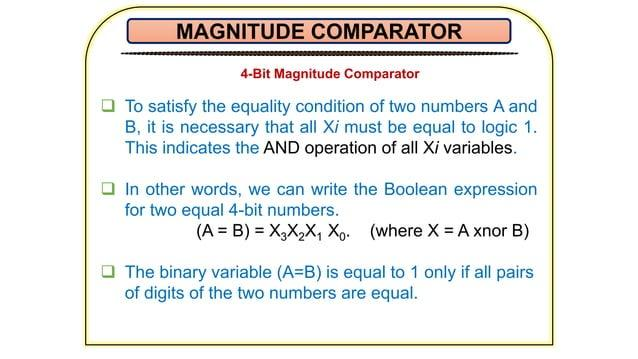 MAGNITUDE COMPARATOR
4-Bit Magnitude Comparator
❑ To satisfy the equality condition of two numbers A and
B, it is necessary that all Xi must be equal to logic 1.
This indicates the AND operation of all Xi variables.
❑ In other words, we can write the Boolean expression
for two equal 4-bit numbers.
(A = B) = X₃X₂X₁ X₀. (where X = A xnor B)
❑ The binary variable (A=B) is equal to 1 only if all pairs
of digits of the two numbers are equal.